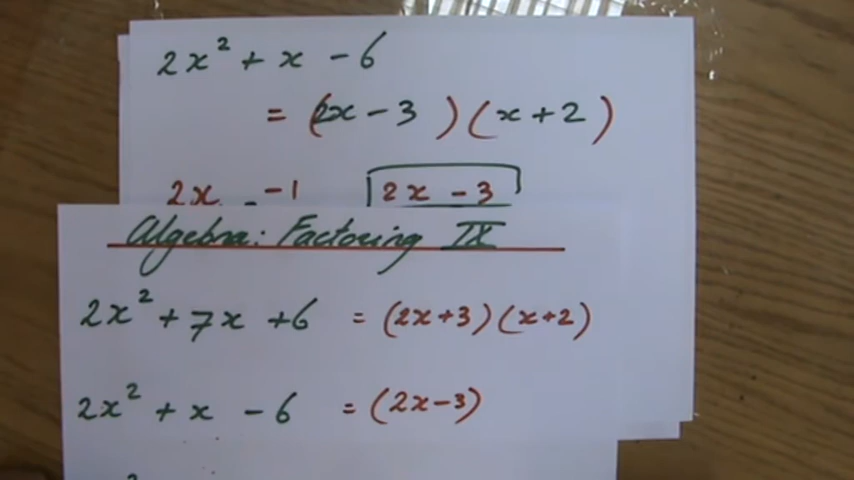 2x² + x - 6
= (2x - 3 ) ( x + 2 )
2x -1 2x - 3
Algebra: Factoring IX
2x² + 7x + 6 = (2x+3)(x+2)
2x² + x - 6 = (2x-3)